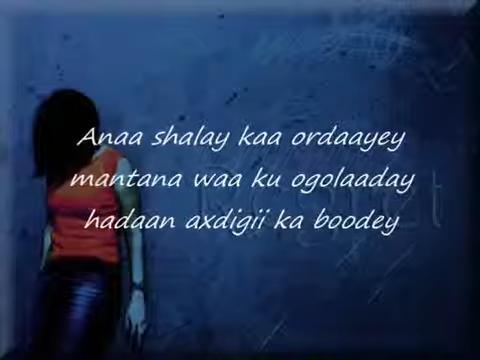 Anaa shalay kaa ordaayey
mantana waa ku ogolaaday
hadaan axdigii ka boodey